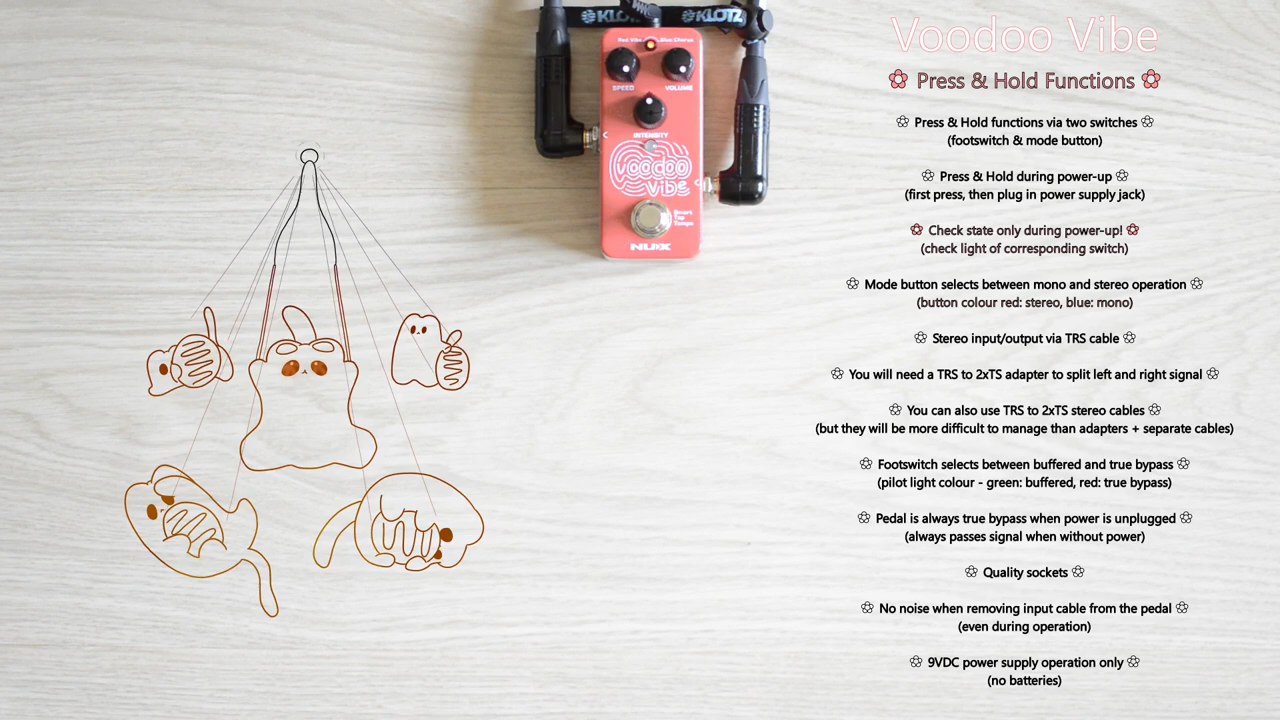 KLOTZ KLOTZ
Red:Vibe Blue:Chorus
SPEED VOLUME
INTENSITY
voodoo
vibe
Smart
Tap
Tempo
NUX
Voodoo Vibe
Press & Hold Functions
Press & Hold functions via two switches
(footswitch & mode button)
Press & Hold during power-up
(first press, then plug in power supply jack)
Check state only during power-up!
(check light of corresponding switch)
Mode button selects between mono and stereo operation
(button colour red: stereo, blue: mono)
Stereo input/output via TRS cable
You will need a TRS to 2xTS adapter to split left and right signal
You can also use TRS to 2xTS stereo cables
(but they will be more difficult to manage than adapters + separate cables)
Footswitch selects between buffered and true bypass
(pilot light colour - green: buffered, red: true bypass)
Pedal is always true bypass when power is unplugged
(always passes signal when without power)
Quality sockets
No noise when removing input cable from the pedal
(even during operation)
9VDC power supply operation only
(no batteries)